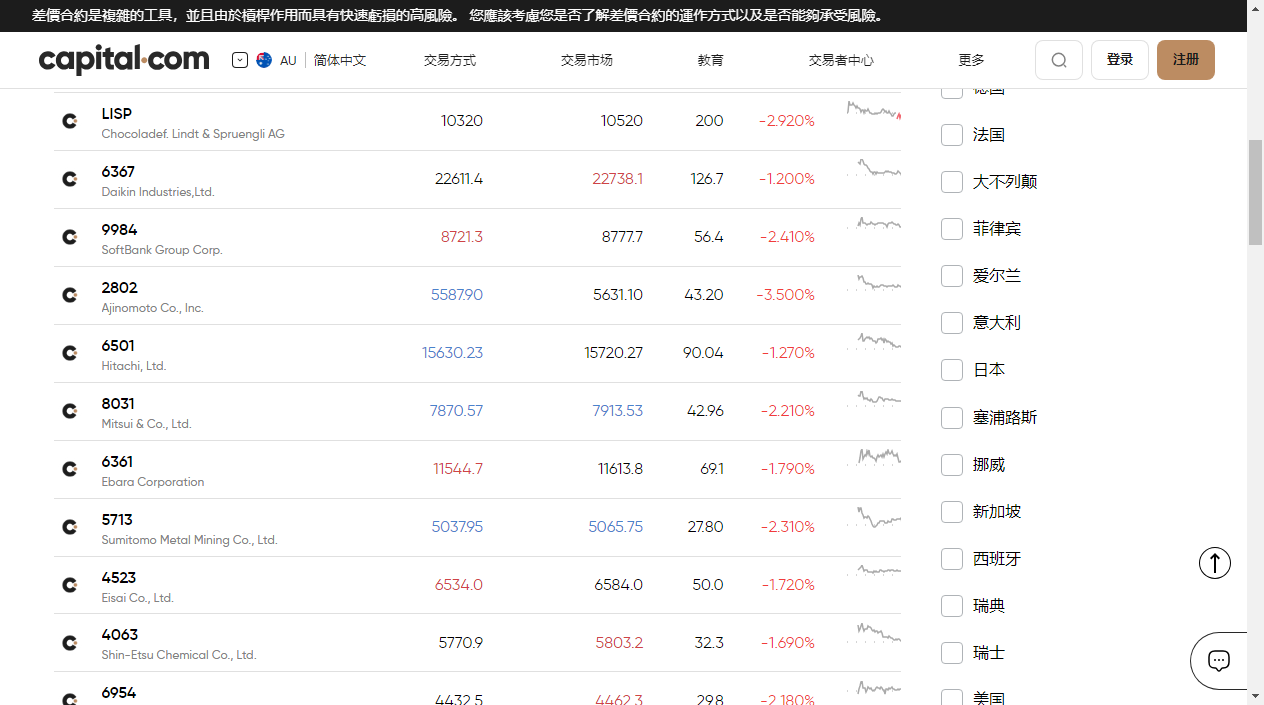 差價合約是複雜的工具，並且由於槓桿作用而具有快速虧損的高風險。 您應該考慮您是否了解差價合約的運作方式以及是否能夠承受風險。
capital.com AU 简体中文 交易方式 交易市场 教育 交易者中心 更多 登录 注册
LISP 10320 10520 200 -2.920%
Chocoladef. Lindt & Spruengli AG
6367 22611.4 22738.1 126.7 -1.200%
Daikin Industries,Ltd.
9984 8721.3 8777.7 56.4 -2.410%
SoftBank Group Corp.
2802 5587.90 5631.10 43.20 -3.500%
Ajinomoto Co., Inc.
6501 15630.23 15720.27 90.04 -1.270%
Hitachi, Ltd.
8031 7870.57 7913.53 42.96 -2.210%
Mitsui & Co., Ltd.
6361 11544.7 11613.8 69.1 -1.790%
Ebara Corporation
5713 5037.95 5065.75 27.80 -2.310%
Sumitomo Metal Mining Co., Ltd.
4523 6534.0 6584.0 50.0 -1.720%
Eisai Co., Ltd.
4063 5770.9 5803.2 32.3 -1.690%
Shin-Etsu Chemical Co., Ltd.
6954 4432.5 4462.3 29.8 -2.180%
德国
法国
大不列颠
菲律宾
爱尔兰
意大利
日本
塞浦路斯
挪威
新加坡
西班牙
瑞典
瑞士
美国